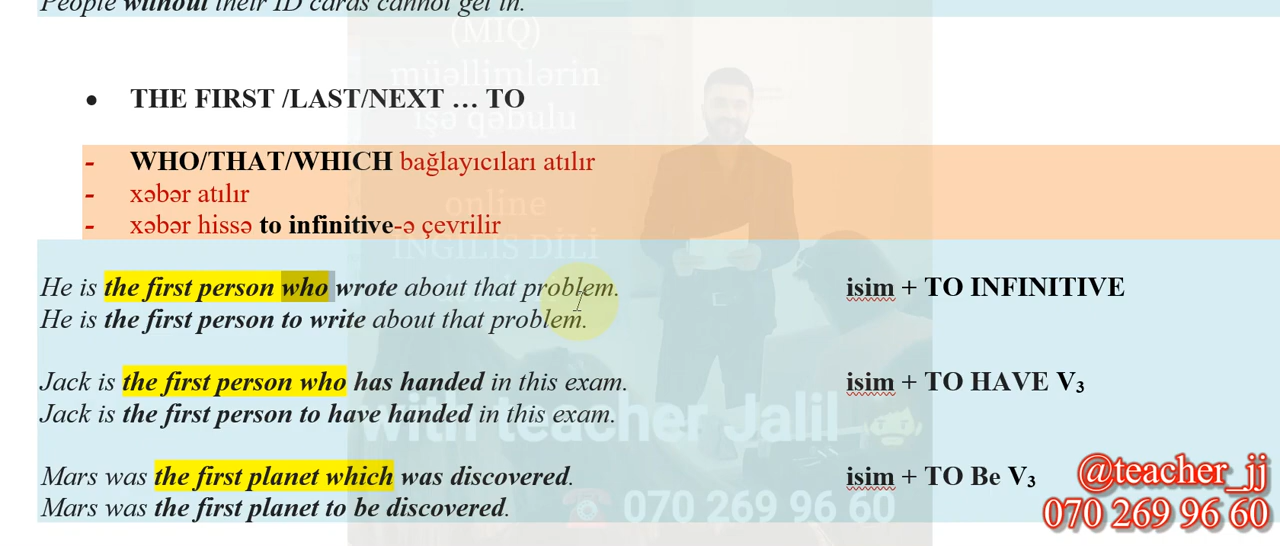 People without their ID cards cannot get in.
(MİQ)
müəllimlərin
işə qəbulu
• THE FIRST /LAST/NEXT … TO
- WHO/THAT/WHICH bağlayıcıları atılır
- xəbər atılır
online
- xəbər hissə to infinitive-ə çevrilir
İNGİLİS DİLİ
He is the first person who wrote about that problem. isim + TO INFINITIVE
He is the first person to write about that problem.
Jack is the first person who has handed in this exam. isim + TO HAVE V₃
Jack is the first person to have handed in this exam.
with teacher Jalil
Mars was the first planet which was discovered. isim + TO Be V₃
Mars was the first planet to be discovered.
070 269 96 60
@teacher_jj
070 269 96 60